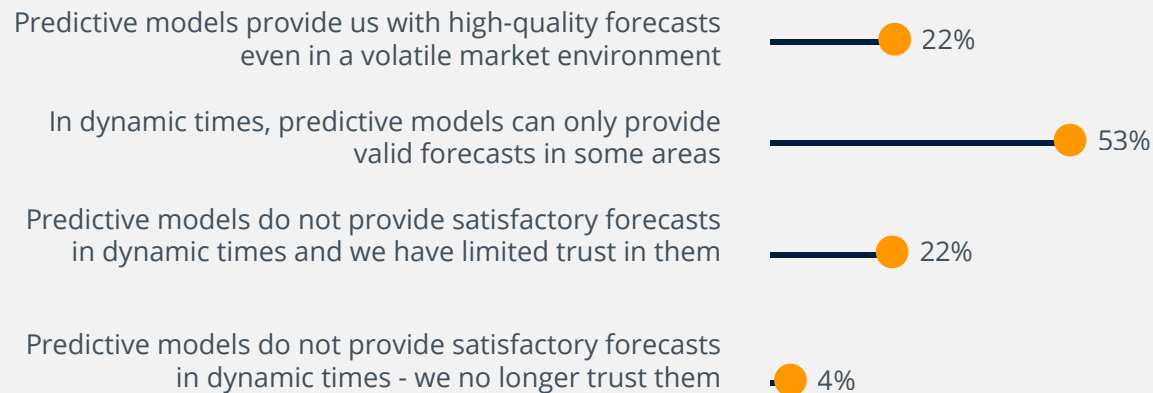 Predictive models provide us with high-quality forecasts
even in a volatile market environment
22%
In dynamic times, predictive models can only provide
valid forecasts in some areas
53%
Predictive models do not provide satisfactory forecasts
in dynamic times and we have limited trust in them
22%
Predictive models do not provide satisfactory forecasts
in dynamic times - we no longer trust them
4%